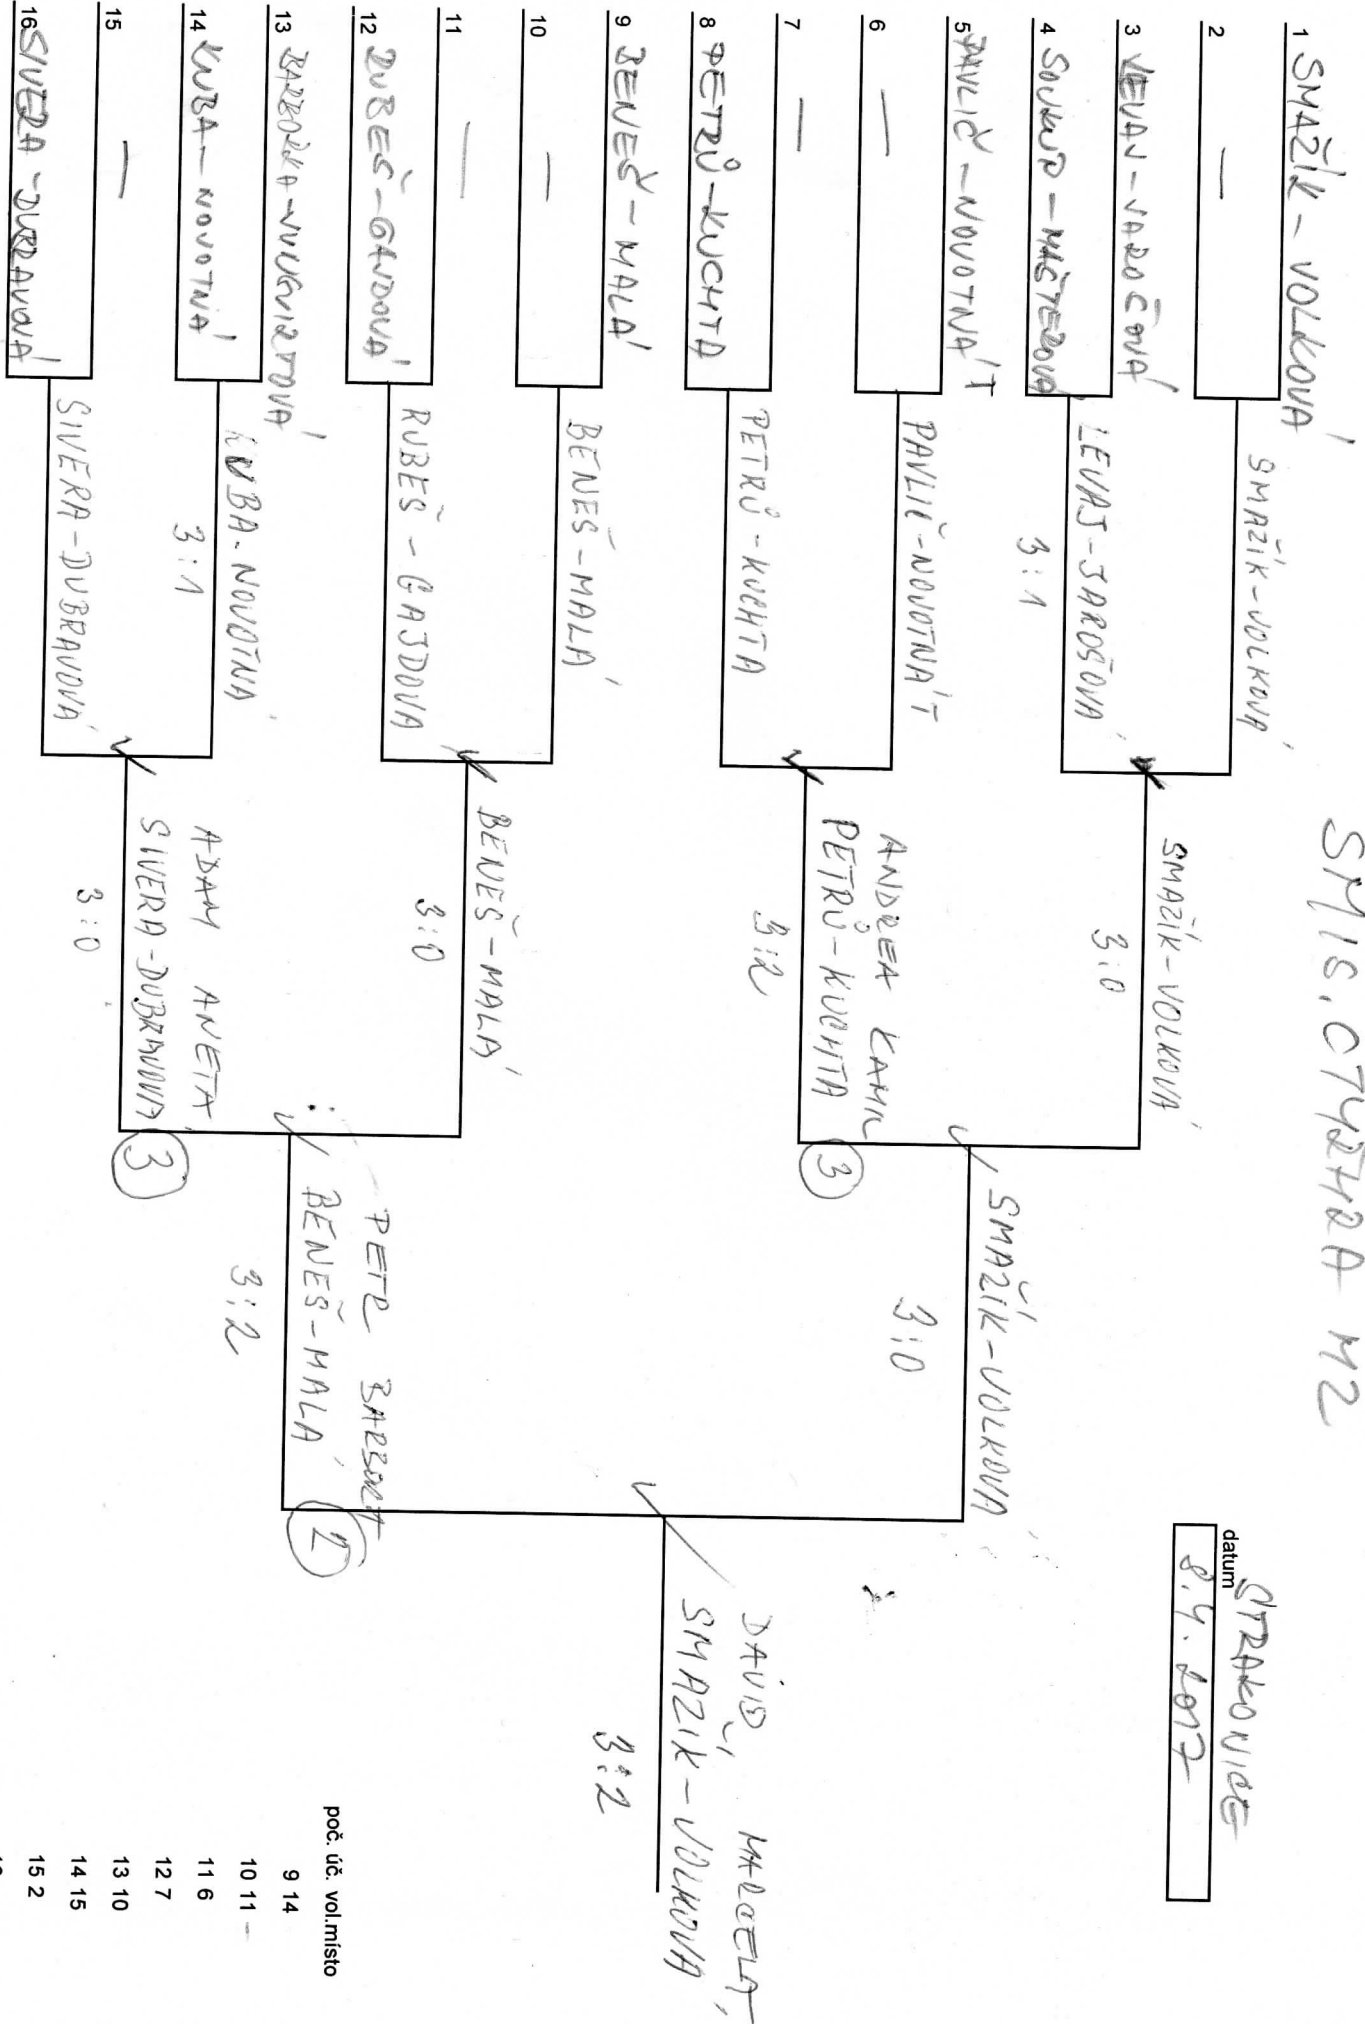 SMIŠ. ČTYŘHRA MŽ
STRAKONICE
datum
8.4.2017
1 SMAŽÍK - VOLKOVÁ
2 —
3 LEVAJ - JAROŠOVÁ
4 SOUKUP - MAŠTEROVÁ
5 PAVLIČ - NOVOTNÁ T
6 —
7 —
8 PETRŮ - KUCHTA
9 BENEŠ - MALÁ
10 —
11 —
12 RUBEŠ - GAJDOVÁ
13
14 KUBA - NOVOTNÁ
15 —
16 SIVERA - DUBRAVOVÁ
SMAŽÍK - VOLKOVÁ
LEVAJ - JAROŠOVÁ
3:1
PAVLIČ - NOVOTNÁ T
PETRŮ - KUCHTA
BENEŠ - MALÁ
RUBEŠ - GAJDOVÁ
KUBA - NOVOTNÁ
3:1
SIVERA - DUBRAVOVÁ
SMAŽÍK - VOLKOVÁ
3:0
ANDREA KAMIL
PETRŮ - KUCHTA
3:2
3
BENEŠ - MALÁ
3:0
ADAM ANETA
SIVERA - DUBRAVOVÁ
3:0
3
SMAŽÍK - VOLKOVÁ
3:0
PETR BARBORA
BENEŠ - MALÁ
3:2
2
DAVID MARCELA
SMAŽÍK - VOLKOVÁ
3:2
poč. úč. vol.místo
9 14
10 11 –
11 6
12 7
13 10
14 15
15 2